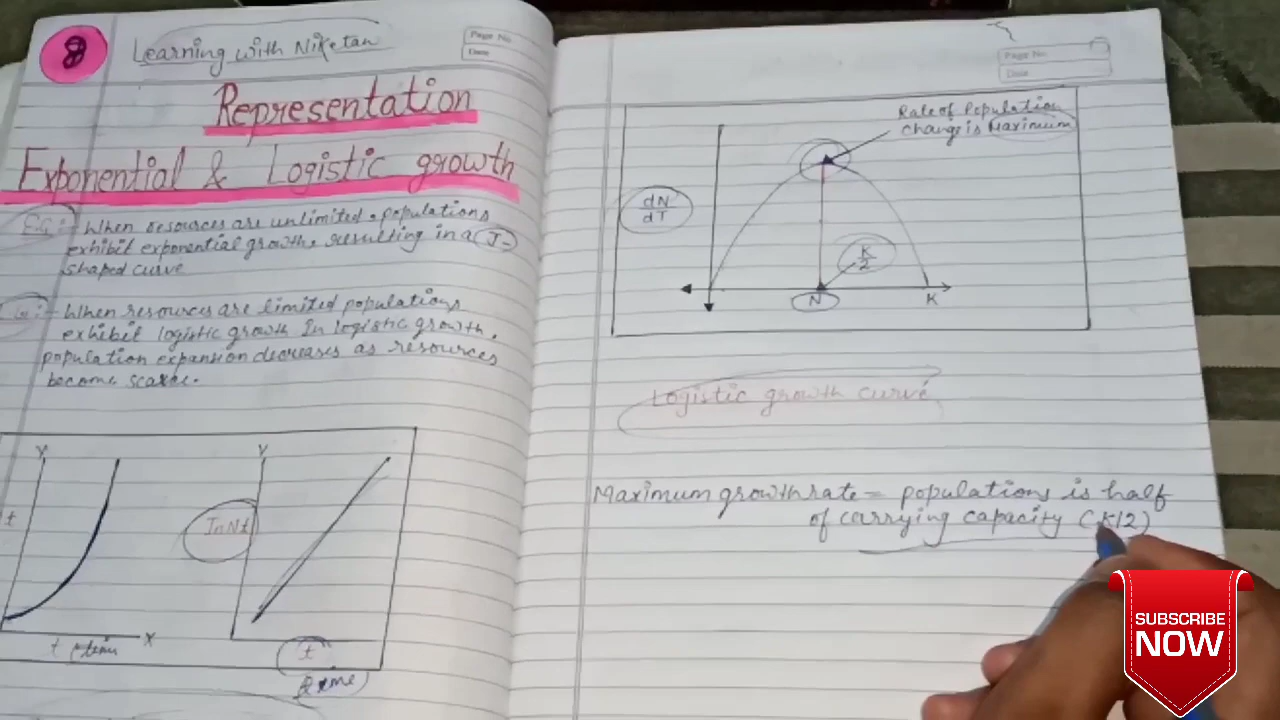 8
Learning with Niketan
Page No
Date
Representation
Exponential & Logistic growth
EG:- When resources are unlimited populations
exhibit exponential growth, resulting in a J-
shaped curve
When resources are limited populations
exhibit logistic growth In logistic growth,
population expansion decreases as resources
become scarce.
Y
t
X
t
Y
lnNt
t
time
Page No
Date
Rate of Population
change is Maximum
dN
dT
K
2
N
K
Logistic growth curve
Maximum growth rate = populations is half
of carrying capacity (K/2)
SUBSCRIBE
NOW